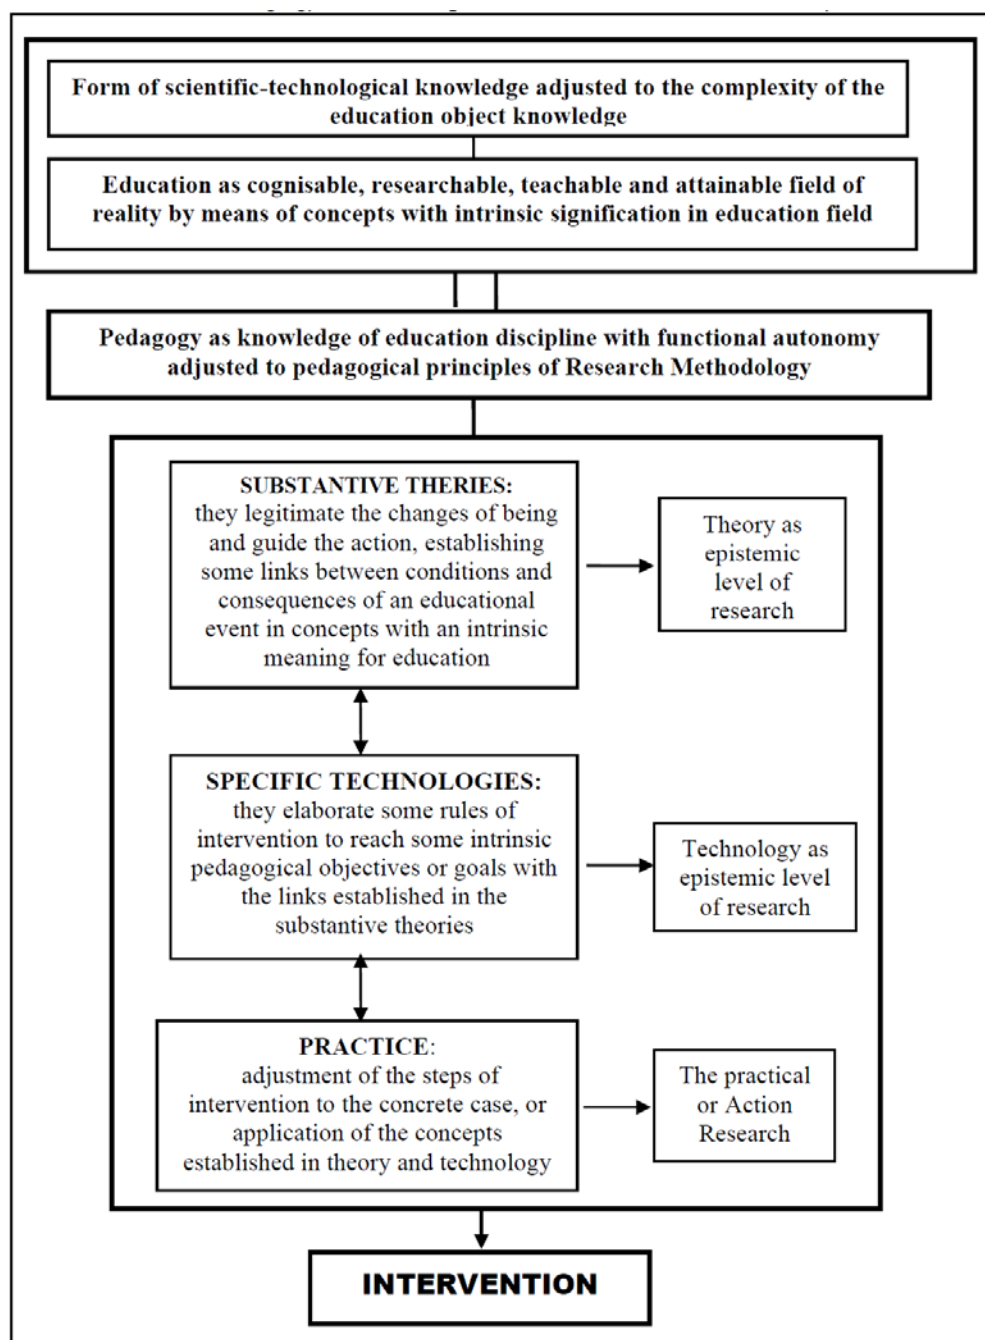 Form of scientific-technological knowledge adjusted to the complexity of the
education object knowledge
Education as cognisable, researchable, teachable and attainable field of
reality by means of concepts with intrinsic signification in education field
Pedagogy as knowledge of education discipline with functional autonomy
adjusted to pedagogical principles of Research Methodology
SUBSTANTIVE THERIES:
they legitimate the changes of being
and guide the action, establishing
some links between conditions and
consequences of an educational
event in concepts with an intrinsic
meaning for education
Theory as
epistemic
level of
research
SPECIFIC TECHNOLOGIES:
they elaborate some rules of
intervention to reach some intrinsic
pedagogical objectives or goals with
the links established in the
substantive theories
Technology as
epistemic level
of research
PRACTICE:
adjustment of the steps of
intervention to the concrete case, or
application of the concepts
established in theory and technology
The practical
or Action
Research
INTERVENTION